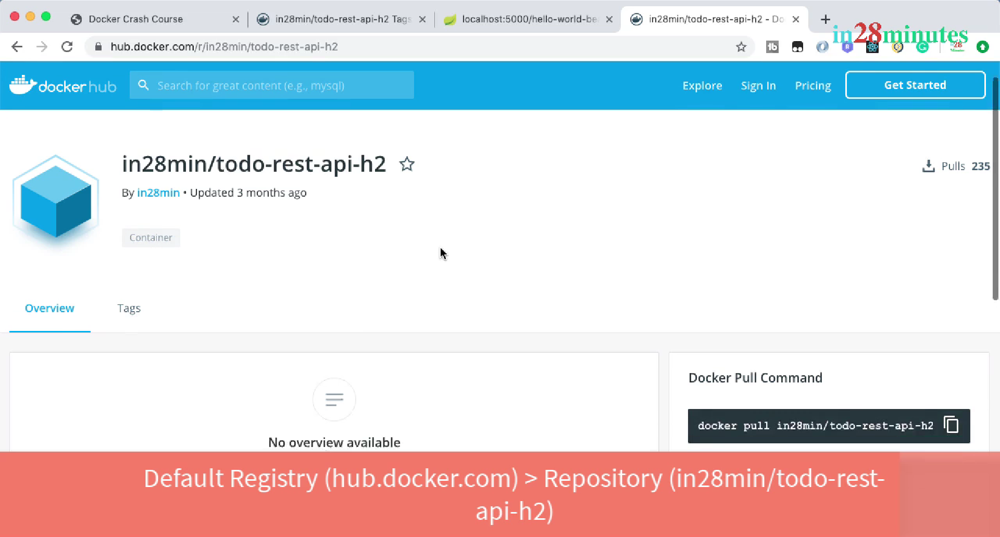 Docker Crash Course
in28min/todo-rest-api-h2 Tags
localhost:5000/hello-world-be
in28min/todo-rest-api-h2 - Do
in28minutes
hub.docker.com/r/in28min/todo-rest-api-h2
docker hub
Search for great content (e.g., mysql)
Explore
Sign In
Pricing
Get Started
in28min/todo-rest-api-h2
Pulls 235
By in28min • Updated 3 months ago
Container
Overview
Tags
Docker Pull Command
docker pull in28min/todo-rest-api-h2
No overview available
Default Registry (hub.docker.com) > Repository (in28min/todo-rest-
api-h2)